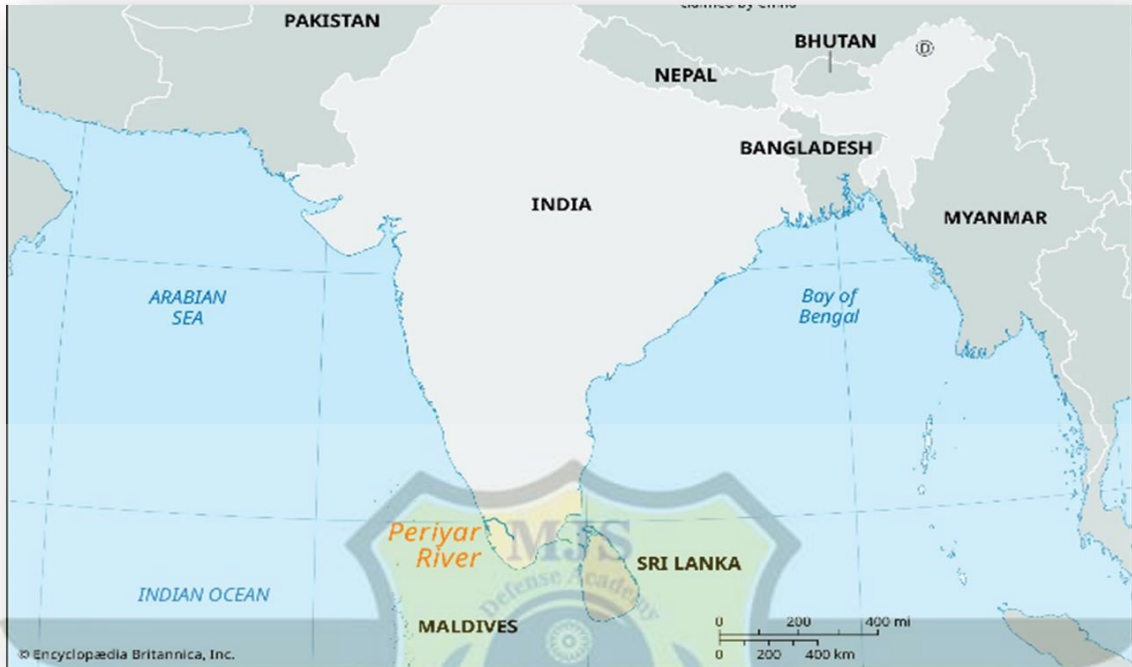 PAKISTAN
BHUTAN
D
NEPAL
BANGLADESH
INDIA
MYANMAR
ARABIAN
SEA
Bay of
Bengal
Periyar
River
MJS
Defense Academy
SRI LANKA
INDIAN OCEAN
MALDIVES
0 200 400 mi
0 200 400 km
© Encyclopædia Britannica, Inc.